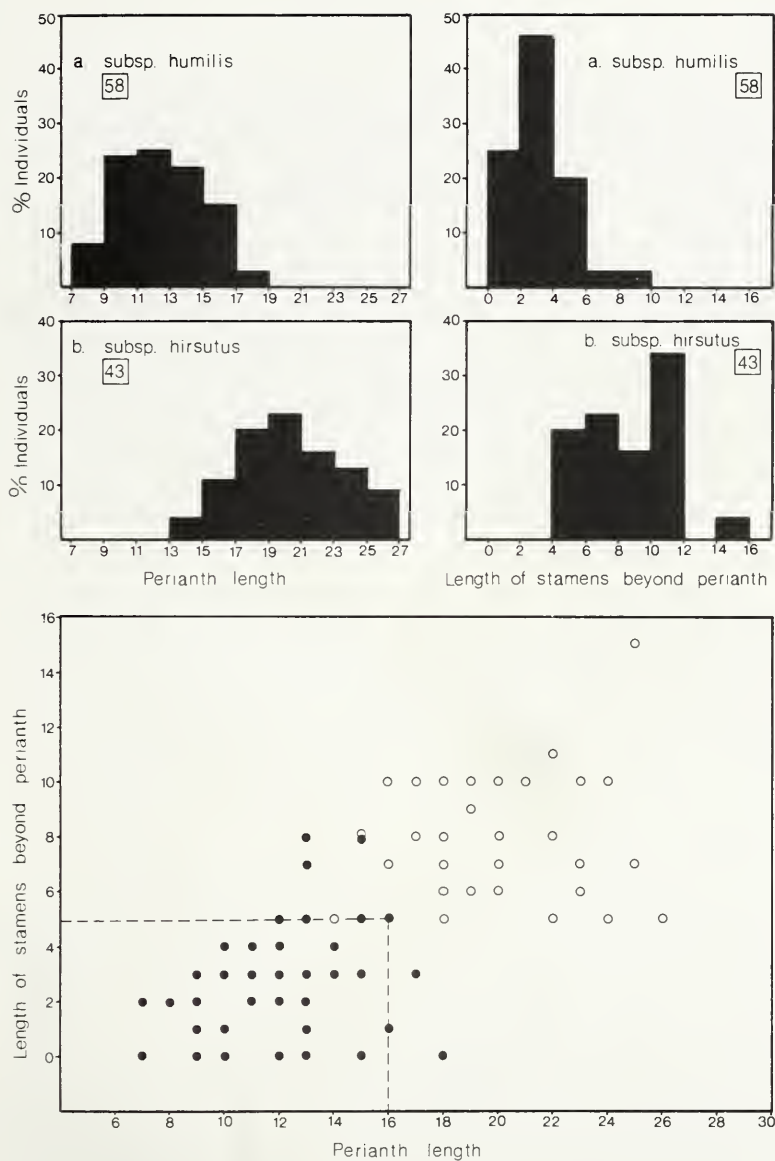 50
40
30
20
10
% Individuals
a. subsp. humilis
58
7 9 11 13 15 17 19 21 23 25 27
50
40
30
20
10
a. subsp. humilis
58
0 2 4 6 10 12 14 16
40
30
20
10
% Individuals
b. subsp. hirsutus
43
7 9 11 13 15 17 19 21 23 25 27
Perianth length
40
30
20
10
b. subsp. hirsutus
43
0 2 4 6 8 10 12 14 16
Length of stamens beyond perianth
16
14
12
10
8
6
4
2
0
Length of stamens beyond perianth
6 8 10 12 14 16 18 20 22 24 26 28 30
Perianth length